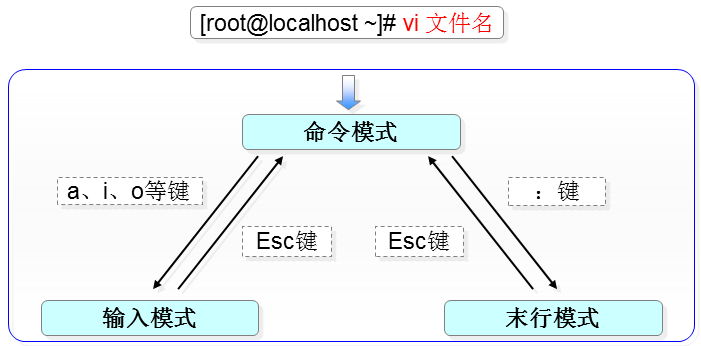 [root@localhost ~]# vi 文件名
命令模式
a、i、o等键
：键
Esc键
Esc键
输入模式
末行模式